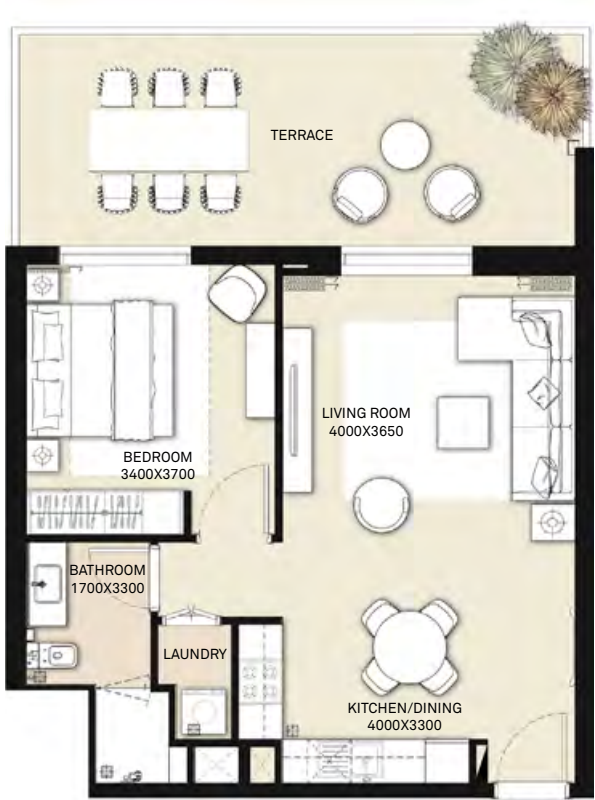 TERRACE
LIVING ROOM
4000X3650
BEDROOM
3400X3700
BATHROOM
1700X3300
LAUNDRY
KITCHEN/DINING
4000X3300